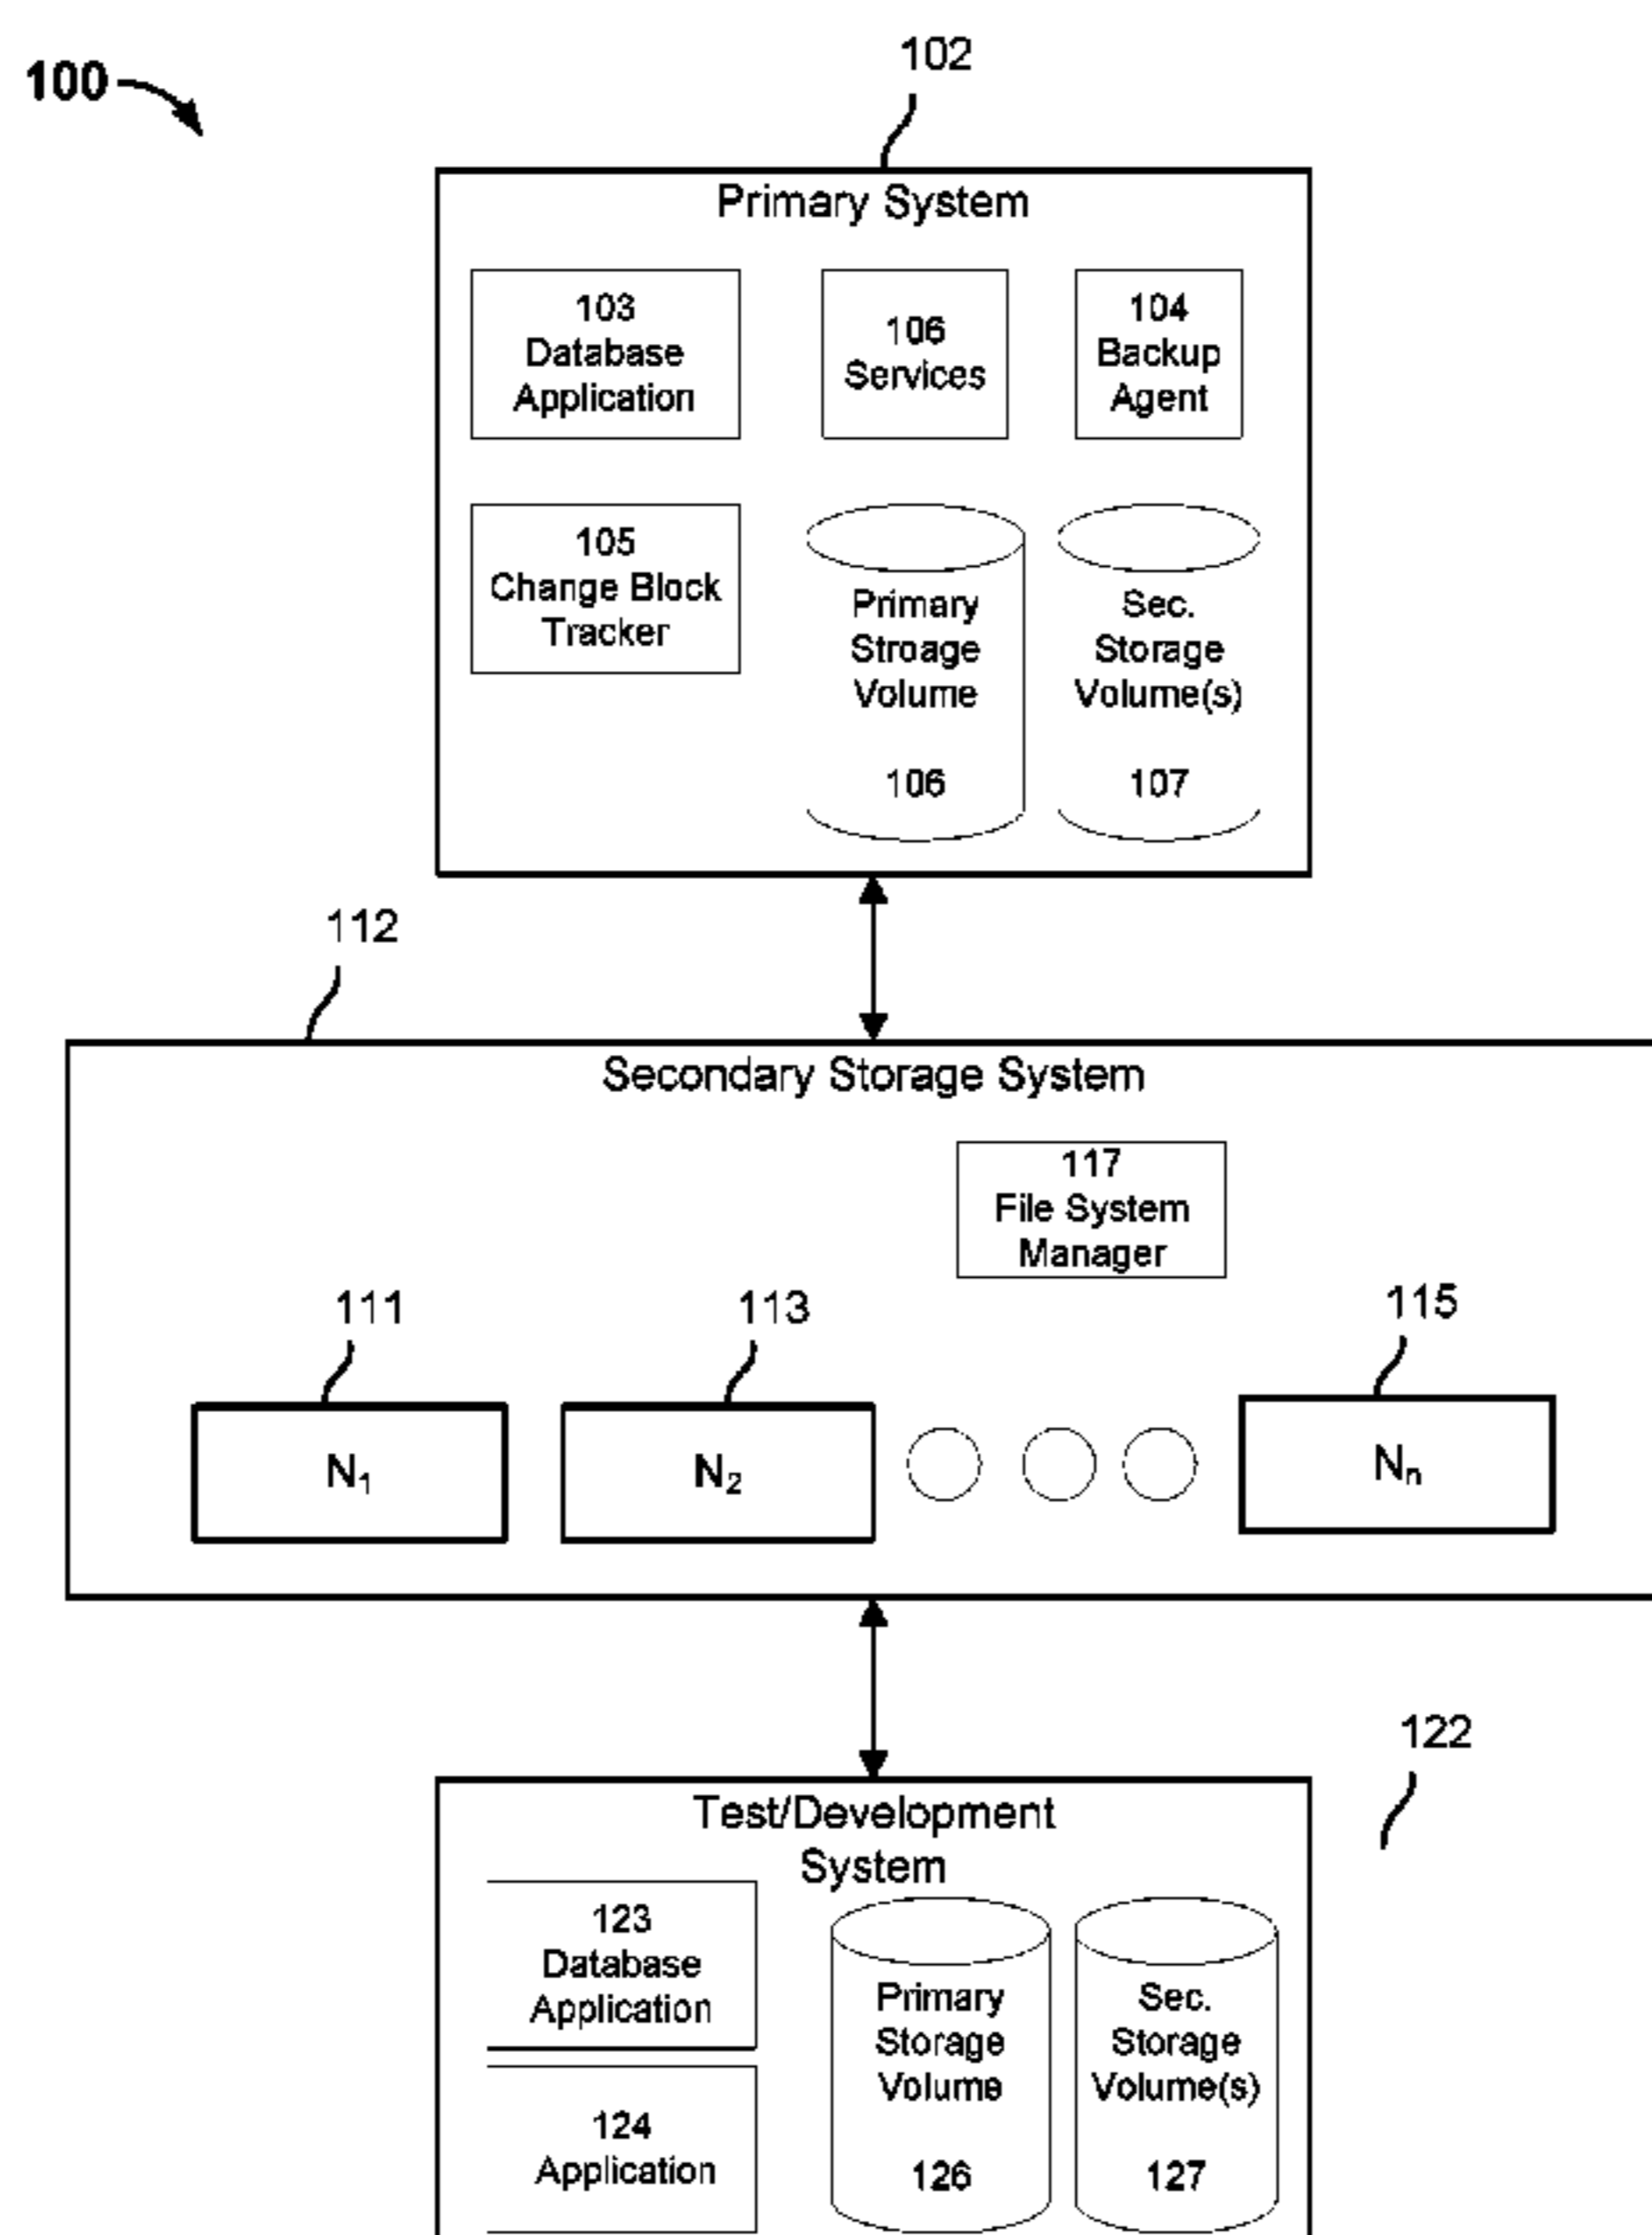 100
102
Primary System
103
Database
Application
106
Services
104
Backup
Agent
105
Change Block
Tracker
Primary
Stroage
Volume
106
Sec.
Storage
Volume(s)
107
112
Secondary Storage System
117
File System
Manager
111
113
115
N₁
N₂
Nₙ
122
Test/Development
System
123
Database
Application
124
Application
Primary
Storage
Volume
126
Sec.
Storage
Volume(s)
127